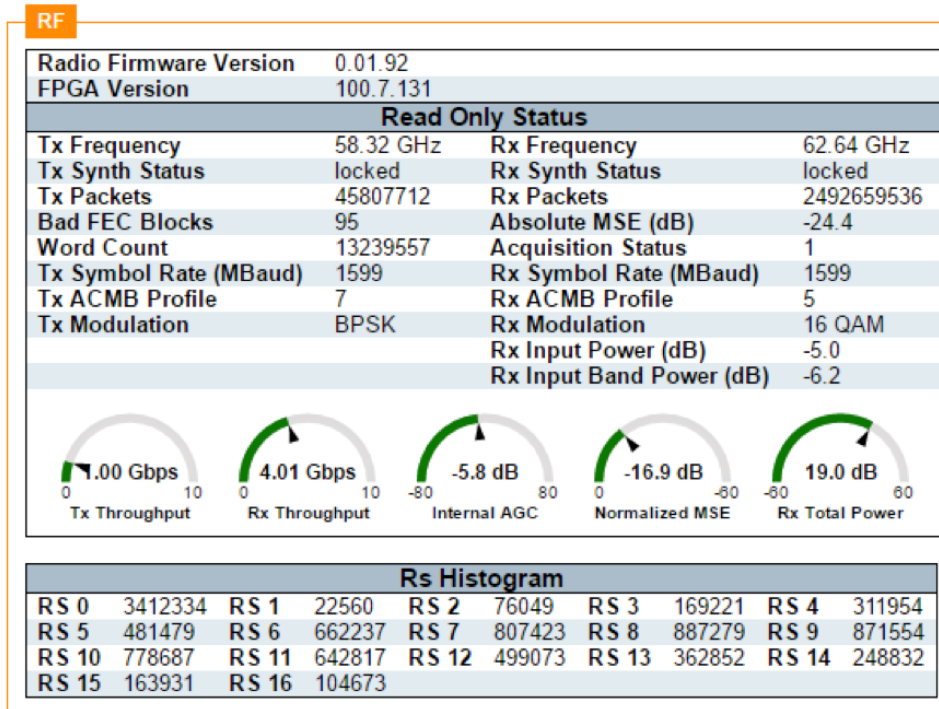 RF
Radio Firmware Version 0.01.92
FPGA Version 100.7.131
Read Only Status
Tx Frequency 58.32 GHz Rx Frequency 62.64 GHz
Tx Synth Status locked Rx Synth Status locked
Tx Packets 45807712 Rx Packets 2492659536
Bad FEC Blocks 95 Absolute MSE (dB) -24.4
Word Count 13239557 Acquisition Status 1
Tx Symbol Rate (MBaud) 1599 Rx Symbol Rate (MBaud) 1599
Tx ACMB Profile 7 Rx ACMB Profile 5
Tx Modulation BPSK Rx Modulation 16 QAM
Rx Input Power (dB) -5.0
Rx Input Band Power (dB) -6.2
1.00 Gbps 4.01 Gbps -5.8 dB -16.9 dB 19.0 dB
0 10 0 10 -80 80 0 -60 -60 60
Tx Throughput Rx Throughput Internal AGC Normalized MSE Rx Total Power
Rs Histogram
RS 0 3412334 RS 1 22560 RS 2 76049 RS 3 169221 RS 4 311954
RS 5 481479 RS 6 662237 RS 7 807423 RS 8 887279 RS 9 871554
RS 10 778687 RS 11 642817 RS 12 499073 RS 13 362852 RS 14 248832
RS 15 163931 RS 16 104673